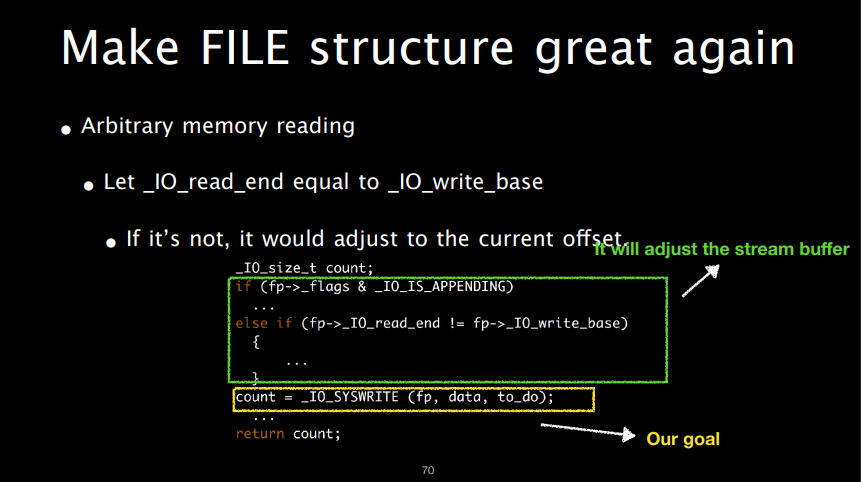 Make FILE structure great again
• Arbitrary memory reading
• Let _IO_read_end equal to _IO_write_base
• If it's not, it would adjust to the current offset.
It will adjust the stream buffer
_IO_size_t count;
if (fp->_flags & _IO_IS_APPENDING)
...
else if (fp->_IO_read_end != fp->_IO_write_base)
{
...
}
count = _IO_SYSWRITE (fp, data, to_do);
...
return count;
Our goal
70